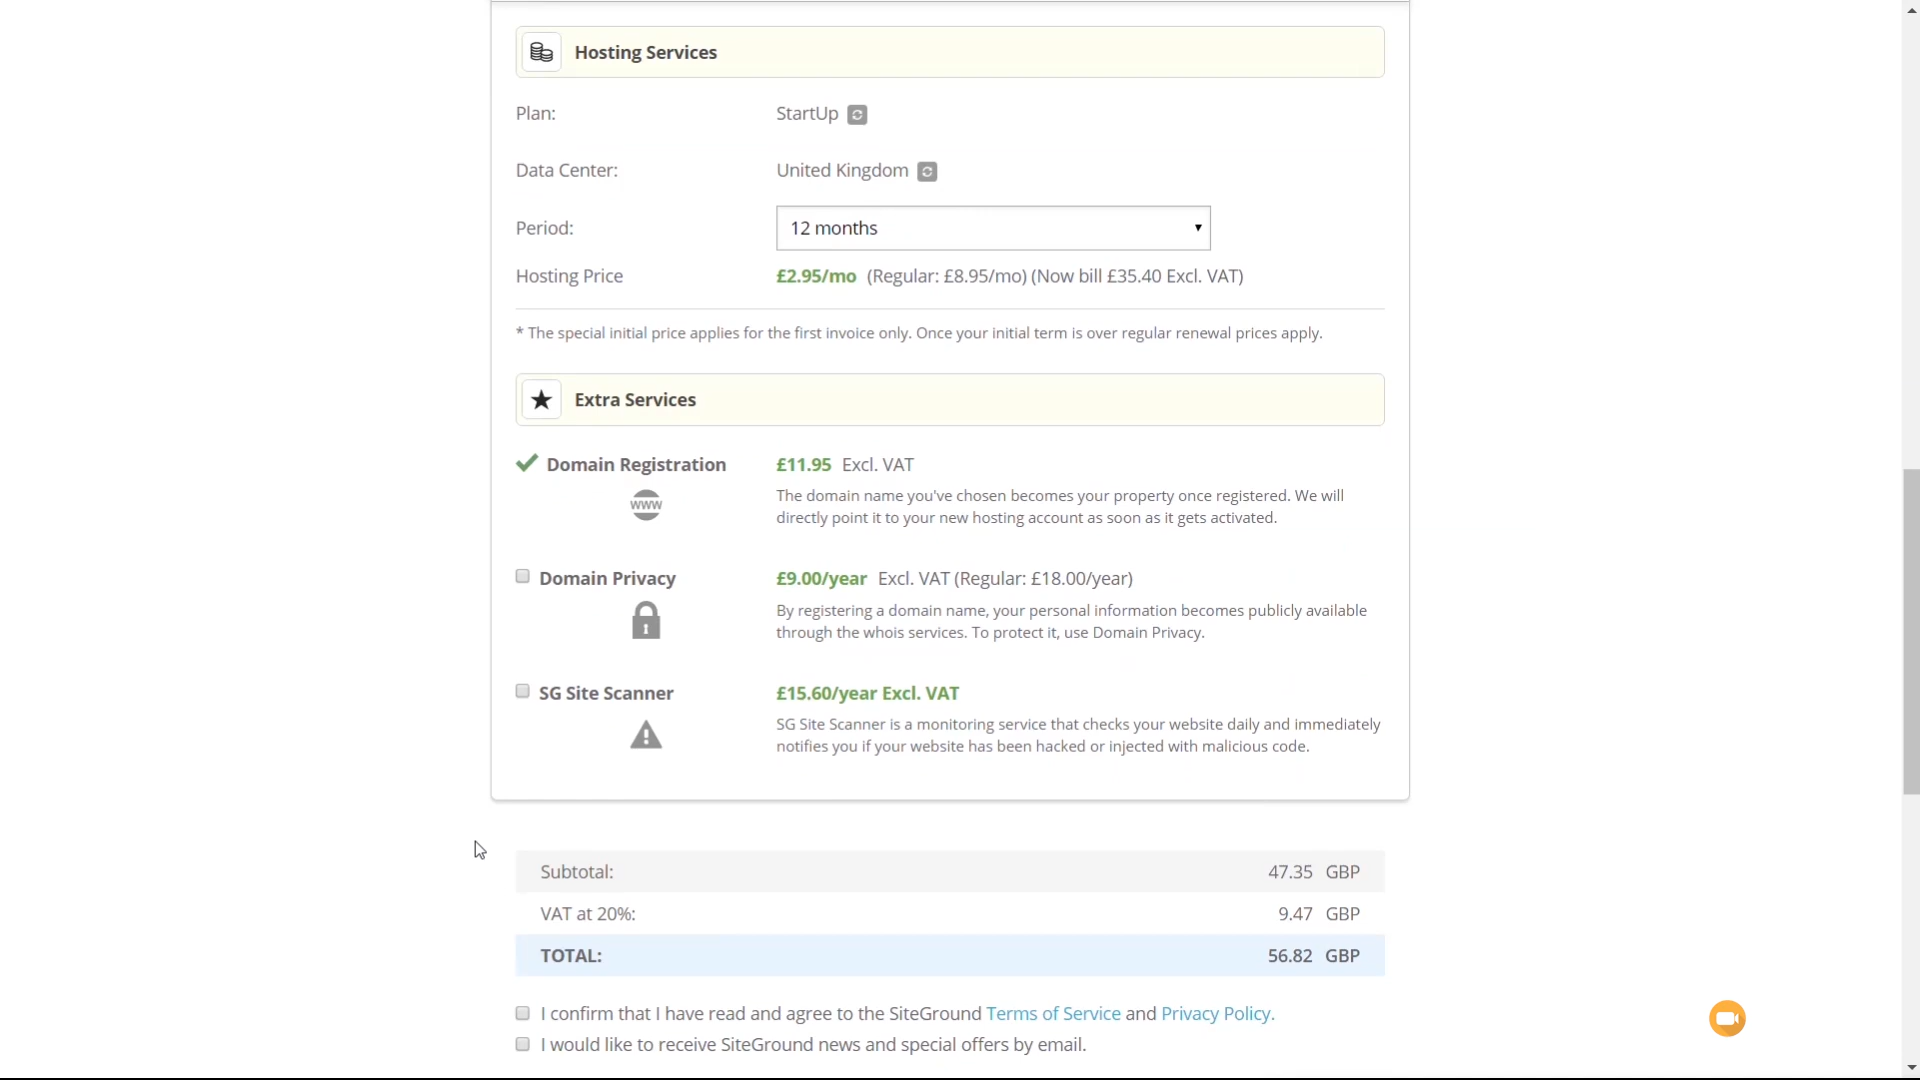 Hosting Services
Plan: StartUp
Data Center: United Kingdom
Period: 12 months
Hosting Price £2.95/mo (Regular: £8.95/mo) (Now bill £35.40 Excl. VAT)
* The special initial price applies for the first invoice only. Once your initial term is over regular renewal prices apply.
Extra Services
Domain Registration £11.95 Excl. VAT
www
The domain name you've chosen becomes your property once registered. We will
directly point it to your new hosting account as soon as it gets activated.
Domain Privacy £9.00/year Excl. VAT (Regular: £18.00/year)
By registering a domain name, your personal information becomes publicly available
through the whois services. To protect it, use Domain Privacy.
SG Site Scanner £15.60/year Excl. VAT
SG Site Scanner is a monitoring service that checks your website daily and immediately
notifies you if your website has been hacked or injected with malicious code.
Subtotal: 47.35 GBP
VAT at 20%: 9.47 GBP
TOTAL: 56.82 GBP
I confirm that I have read and agree to the SiteGround Terms of Service and Privacy Policy.
I would like to receive SiteGround news and special offers by email.